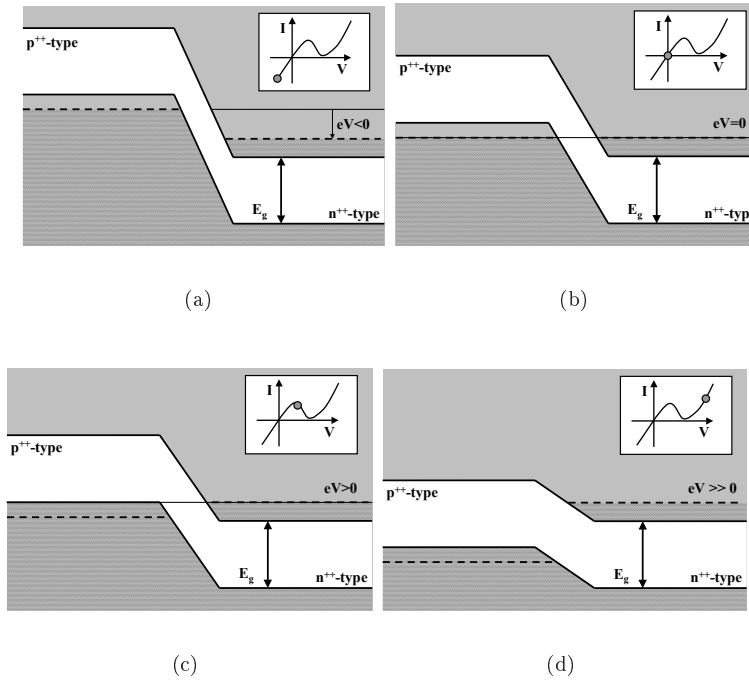 I
V
p++-type
eV<0
Eg
n++-type
(a)
I
V
p++-type
eV=0
Eg
n++-typ
(b)
I
V
p++-type
eV>0
Eg
n++-type
(c)
I
V
p++-type
eV >> 0
Eg
n++-type
(d)